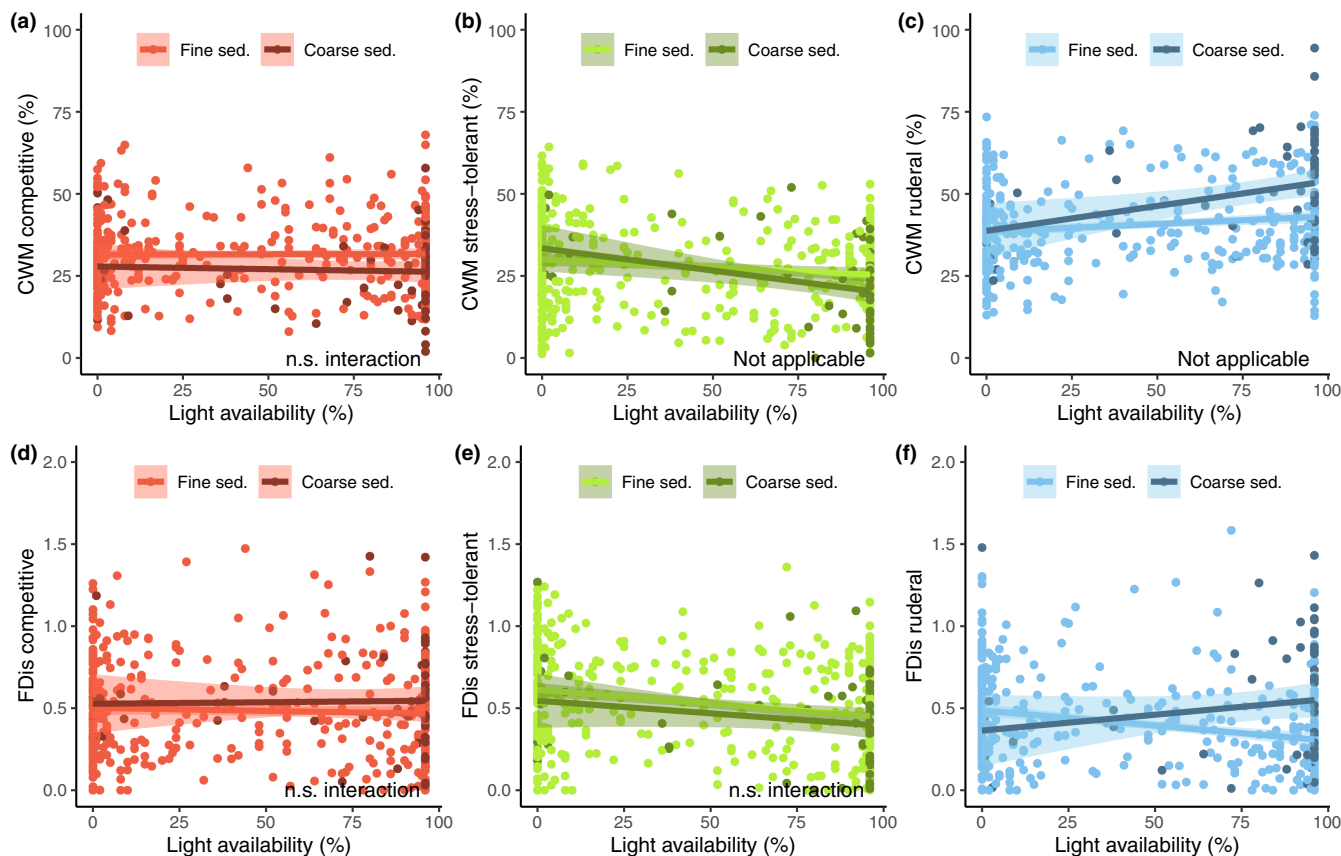 (a)
Fine sed.
Coarse sed.
CWM competitive (%)
100
75
50
25
0
n.s. interaction
0
25
50
75
100
Light availability (%)
(b)
Fine sed.
Coarse sed.
CWM stress−tolerant (%)
100
75
50
25
0
Not applicable
0
25
50
75
100
Light availability (%)
(c)
Fine sed.
Coarse sed.
CWM ruderal (%)
100
75
50
25
0
Not applicable
0
25
50
75
100
Light availability (%)
(d)
Fine sed.
Coarse sed.
FDis competitive
2.0
1.5
1.0
0.5
0.0
n.s. interaction
0
25
50
75
100
Light availability (%)
(e)
Fine sed.
Coarse sed.
FDis stress−tolerant
2.0
1.5
1.0
0.5
0.0
n.s. interaction
0
25
50
75
100
Light availability (%)
(f)
Fine sed.
Coarse sed.
FDis ruderal
2.0
1.5
1.0
0.5
0.0
0
25
50
75
100
Light availability (%)